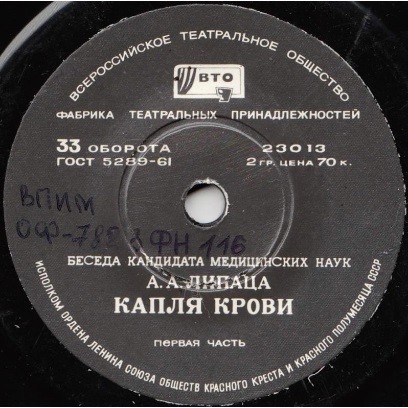 ВСЕРОССИЙСКОЕ ТЕАТРАЛЬНОЕ ОБЩЕСТВО
ВТО
ФАБРИКА ТЕАТРАЛЬНЫХ ПРИНАДЛЕЖНОСТЕЙ
33 ОБОРОТА 23013
ГОСТ 5289-61 2 ГР. ЦЕНА 70 К.
ВПИМ
ФН 116
БЕСЕДА КАНДИДАТА МЕДИЦИНСКИХ НАУК
А. А. ЛИПАЦА
КАПЛЯ КРОВИ
ПЕРВАЯ ЧАСТЬ
ИСПОЛКОМ ОРДЕНА ЛЕНИНА СОЮЗА ОБЩЕСТВ КРАСНОГО КРЕСТА И КРАСНОГО ПОЛУМЕСЯЦА СССР